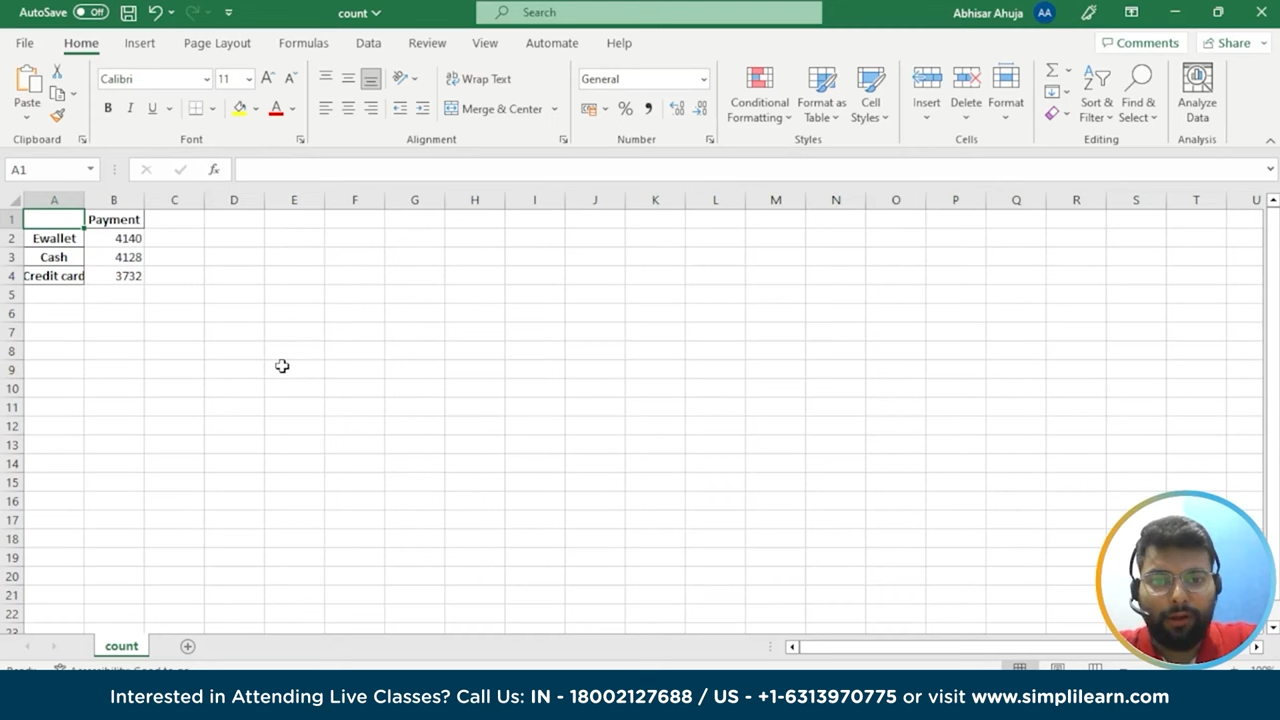 AutoSave Off count Search Abhisar Ahuja AA
File Home Insert Page Layout Formulas Data Review View Automate Help Comments Share
Paste Calibri 11 A A Wrap Text General Conditional Formatting Format as Table Cell Styles Insert Delete Format Sort & Filter Find & Select Analyze Data
B I U A Merge & Center % ,
Clipboard Font Alignment Number Styles Cells Editing Analysis
A1 fx
A B C D E F G H I J K L M N O P Q R S T U
1 Payment
2 Ewallet 4140
3 Cash 4128
4 Credit card 3732
5
6
7
8
9
10
11
12
13
14
15
16
17
18
19
20
21
22
23
count
Interested in Attending Live Classes? Call Us: IN - 18002127688 / US - +1-6313970775 or visit www.simplilearn.com